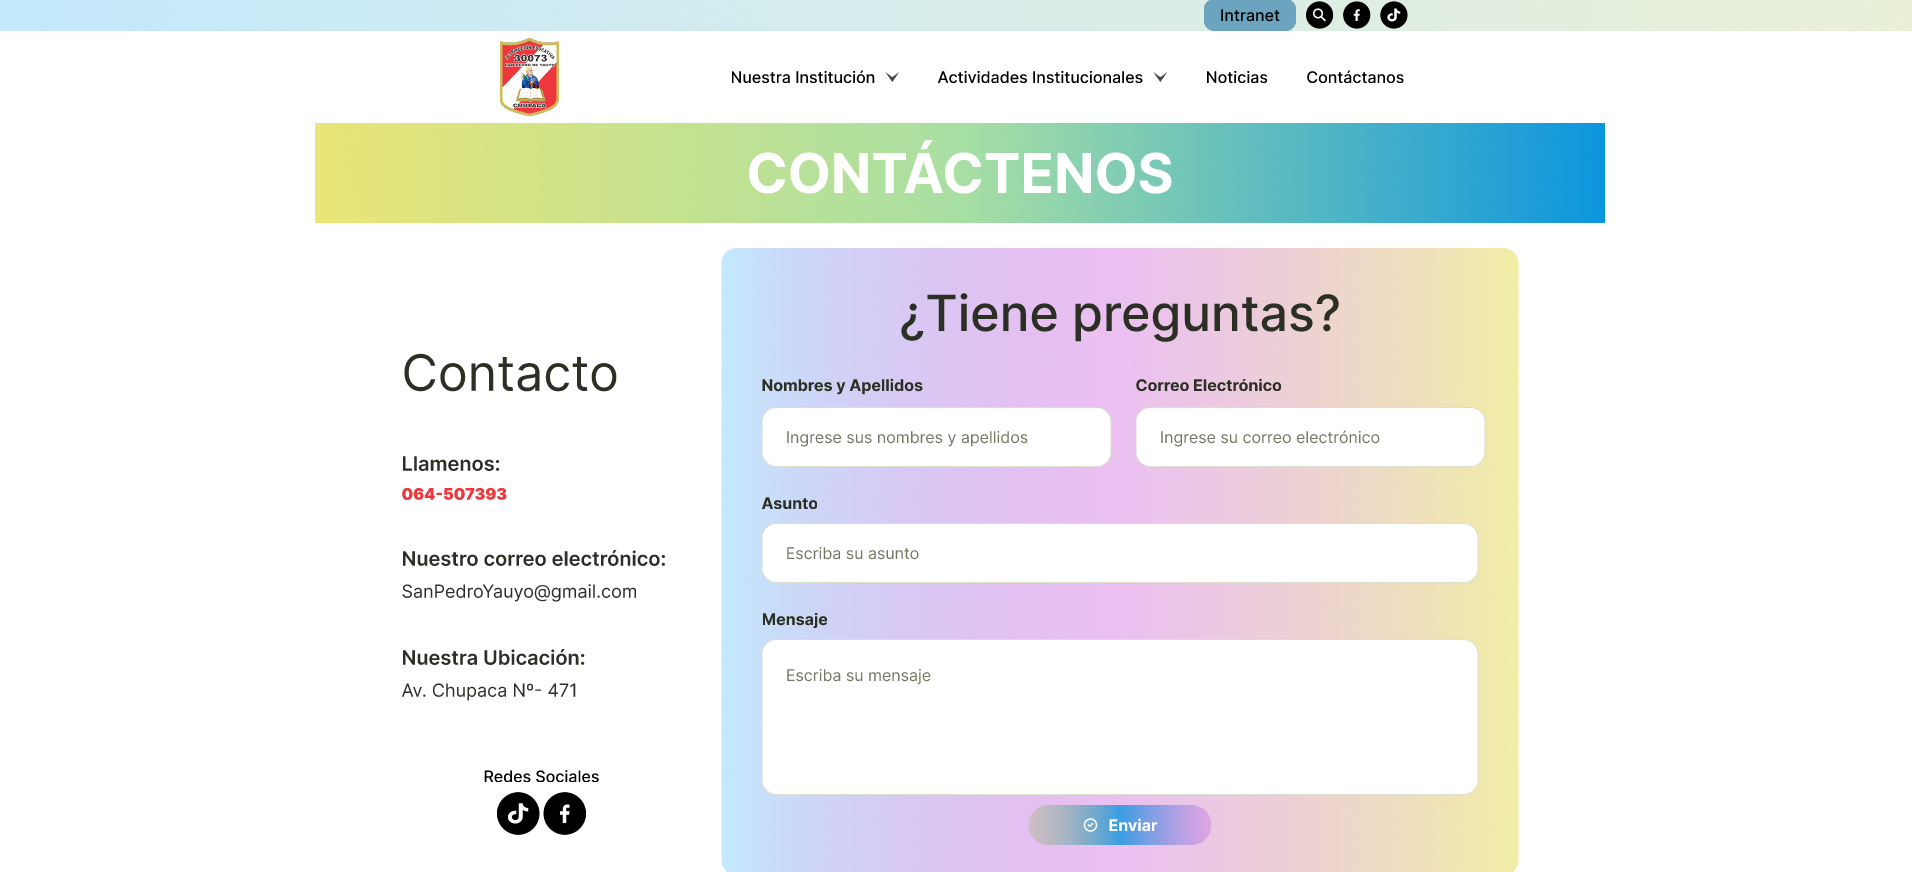 Intranet
30073
CHUPACA
Nuestra Institución
Actividades Institucionales
Noticias
Contáctanos
CONTÁCTENOS
Contacto
Llamenos:
064-507393
Nuestro correo electrónico:
SanPedroYauyo@gmail.com
Nuestra Ubicación:
Av. Chupaca Nº- 471
Redes Sociales
¿Tiene preguntas?
Nombres y Apellidos
Ingrese sus nombres y apellidos
Correo Electrónico
Ingrese su correo electrónico
Asunto
Escriba su asunto
Mensaje
Escriba su mensaje
Enviar